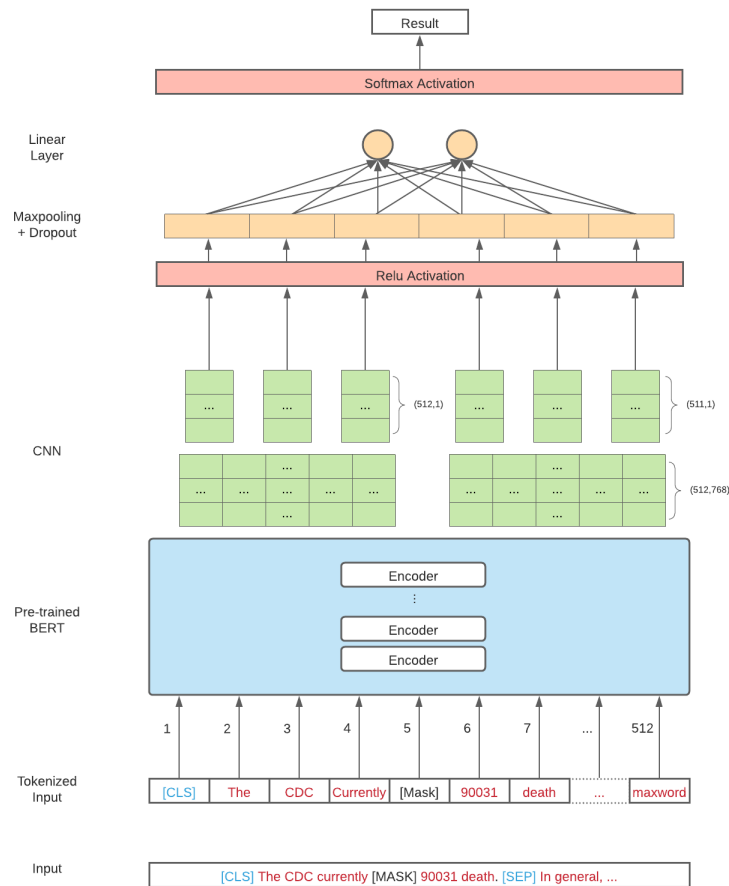 Result
Softmax Activation
Linear
Layer
Maxpooling
+ Dropout
Relu Activation
... ... ... (512,1) ... ... ... (511,1)
CNN
... ...
... ... ... ... ... ... ... ... ... ... (512,768)
... ...
Pre-trained
BERT
Encoder
...
Encoder
Encoder
1 2 3 4 5 6 7 ... 512
Tokenized
Input
[CLS] The CDC Currently [Mask] 90031 death ... maxword
Input
[CLS] The CDC currently [MASK] 90031 death. [SEP] In general, ...